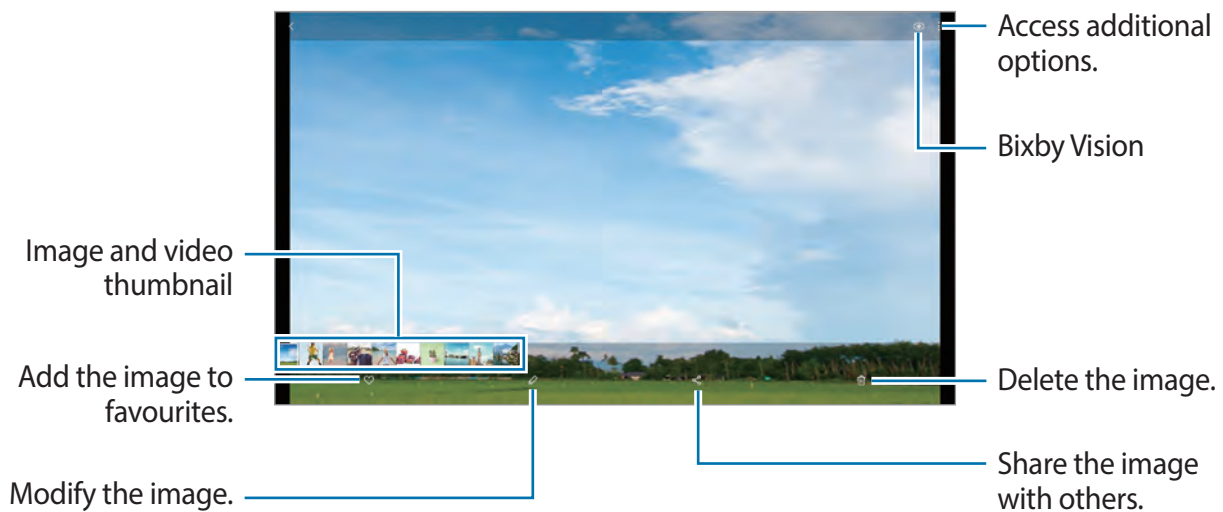 Access additional
options.
Bixby Vision
Image and video
thumbnail
Add the image to
favourites.
Delete the image.
Modify the image.
Share the image
with others.